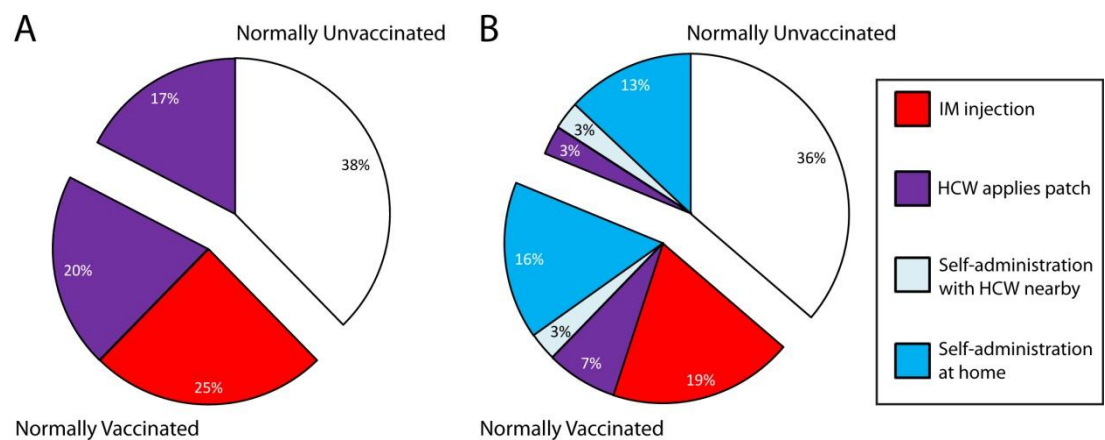 A
Normally Unvaccinated
17%
38%
20%
25%
Normally Vaccinated
B
Normally Unvaccinated
13%
3%
3%
36%
16%
3%
7%
19%
Normally Vaccinated
IM injection
HCW applies patch
Self-administration
with HCW nearby
Self-administration
at home